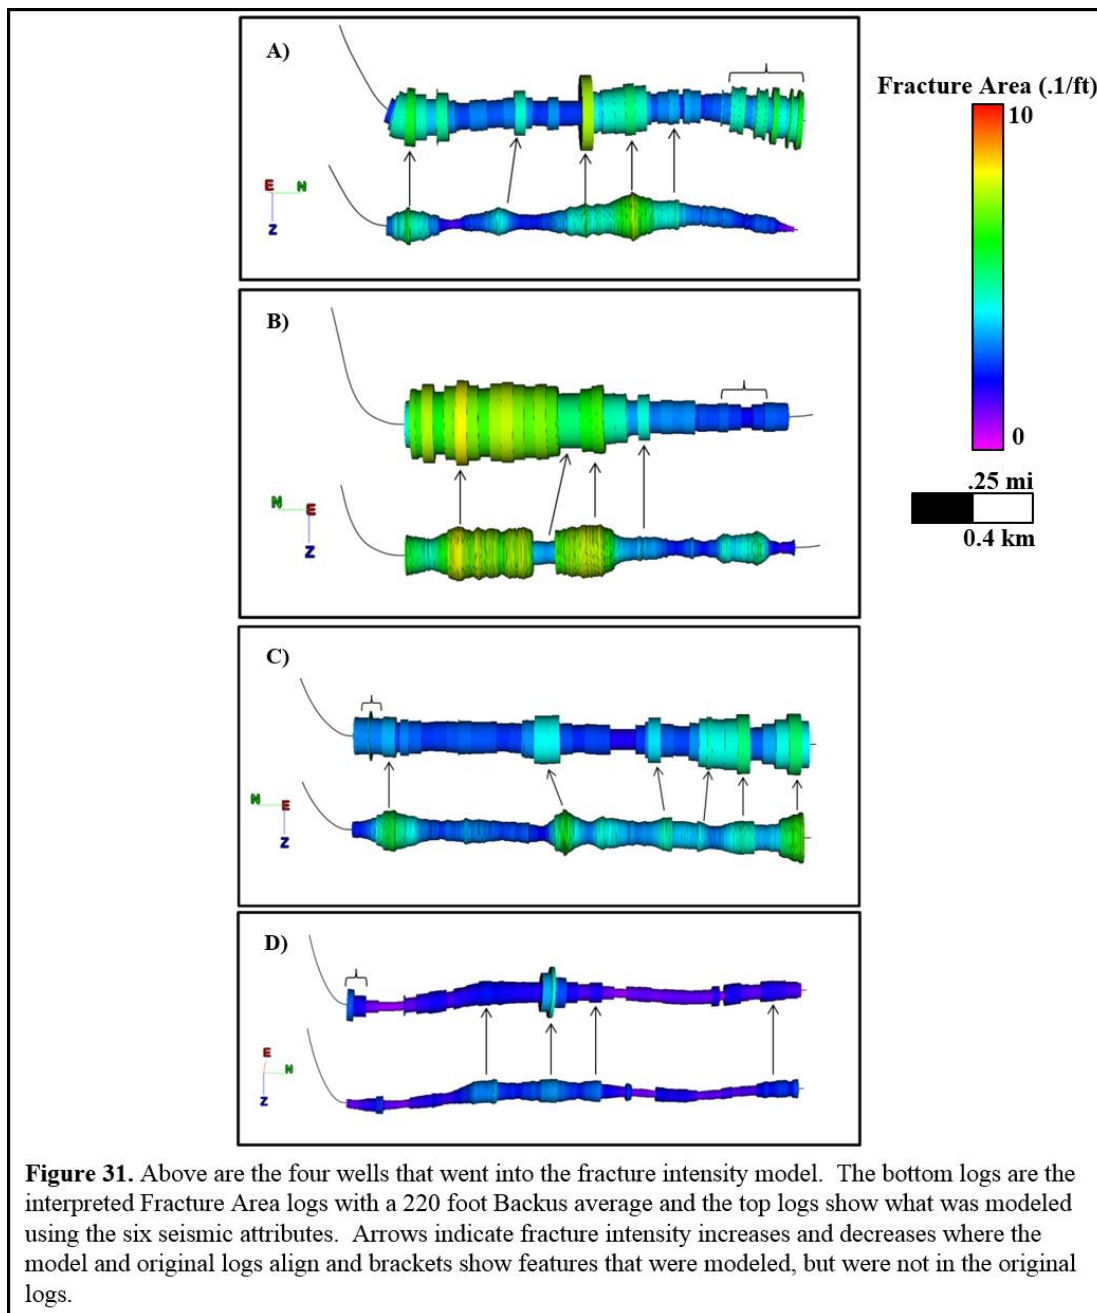 A)
E
N
Z
B)
N
E
Z
C)
N
E
Z
D)
E
N
Z
Fracture Area (.1/ft)
10
0
.25 mi
0.4 km
Figure 31. Above are the four wells that went into the fracture intensity model. The bottom logs are the
interpreted Fracture Area logs with a 220 foot Backus average and the top logs show what was modeled
using the six seismic attributes. Arrows indicate fracture intensity increases and decreases where the
model and original logs align and brackets show features that were modeled, but were not in the original
logs.